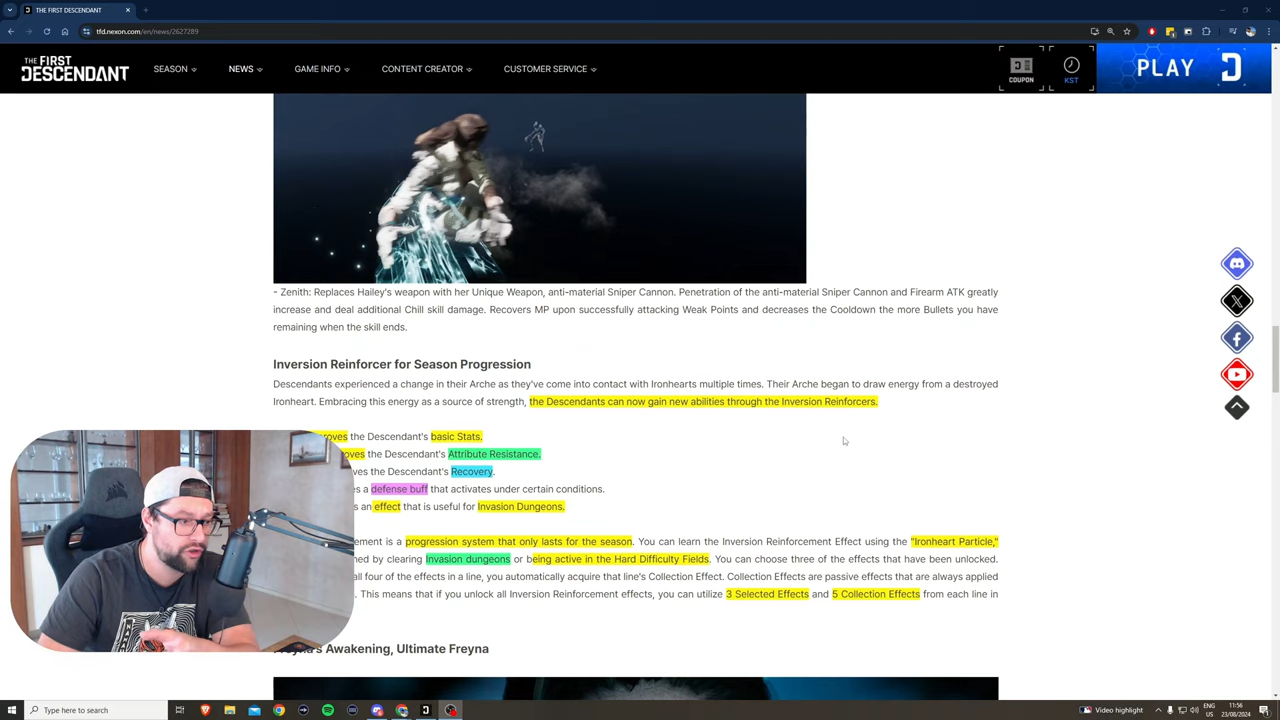 THE FIRST DESCENDANT
tfd.nexon.com/en/news/2627289
THE FIRST
DESCENDANT
SEASON
NEWS
GAME INFO
CONTENT CREATOR
CUSTOMER SERVICE
COUPON
KST
PLAY
- Zenith: Replaces Hailey's weapon with her Unique Weapon, anti-material Sniper Cannon. Penetration of the anti-material Sniper Cannon and Firearm ATK greatly
increase and deal additional Chill skill damage. Recovers MP upon successfully attacking Weak Points and decreases the Cooldown the more Bullets you have
remaining when the skill ends.
Inversion Reinforcer for Season Progression
Descendants experienced a change in their Arche as they've come into contact with Ironhearts multiple times. Their Arche began to draw energy from a destroyed
Ironheart. Embracing this energy as a source of strength, the Descendants can now gain new abilities through the Inversion Reinforcers.
the Descendant's basic Stats.
the Descendant's Attribute Resistance.
the Descendant's Recovery.
a defense buff that activates under certain conditions.
an effect that is useful for Invasion Dungeons.
is a progression system that only lasts for the season. You can learn the Inversion Reinforcement Effect using the "Ironheart Particle,"
by clearing Invasion dungeons or being active in the Hard Difficulty Fields. You can choose three of the effects that have been unlocked.
all four of the effects in a line, you automatically acquire that line's Collection Effect. Collection Effects are passive effects that are always applied
This means that if you unlock all Inversion Reinforcement effects, you can utilize 3 Selected Effects and 5 Collection Effects from each line in
Freyna's Awakening, Ultimate Freyna
Type here to search
Video highlight
ENG
US
11:56
23/08/2024